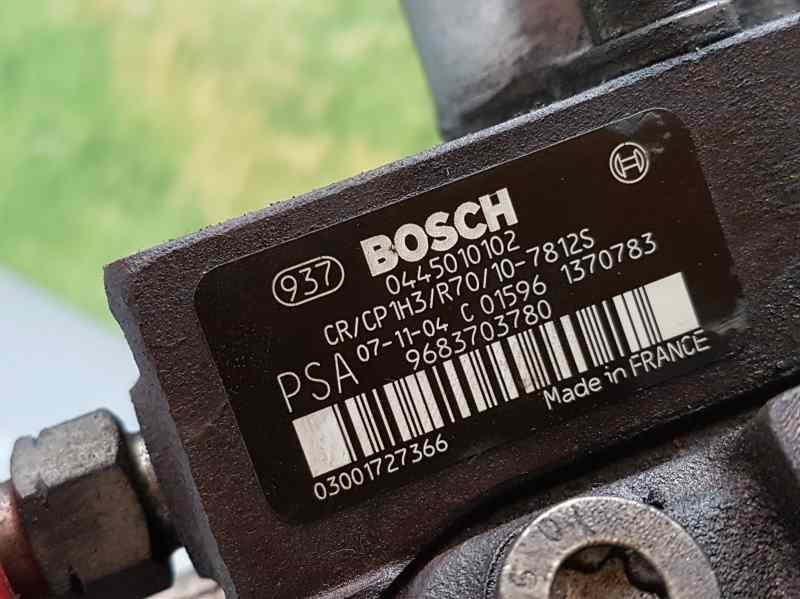 937 BOSCH
0445010102
CR/CP1H3/R70/10-7812S
PSA 07-11-04 C 01596 1370783
9683703780
03001727366 Made in FRANCE